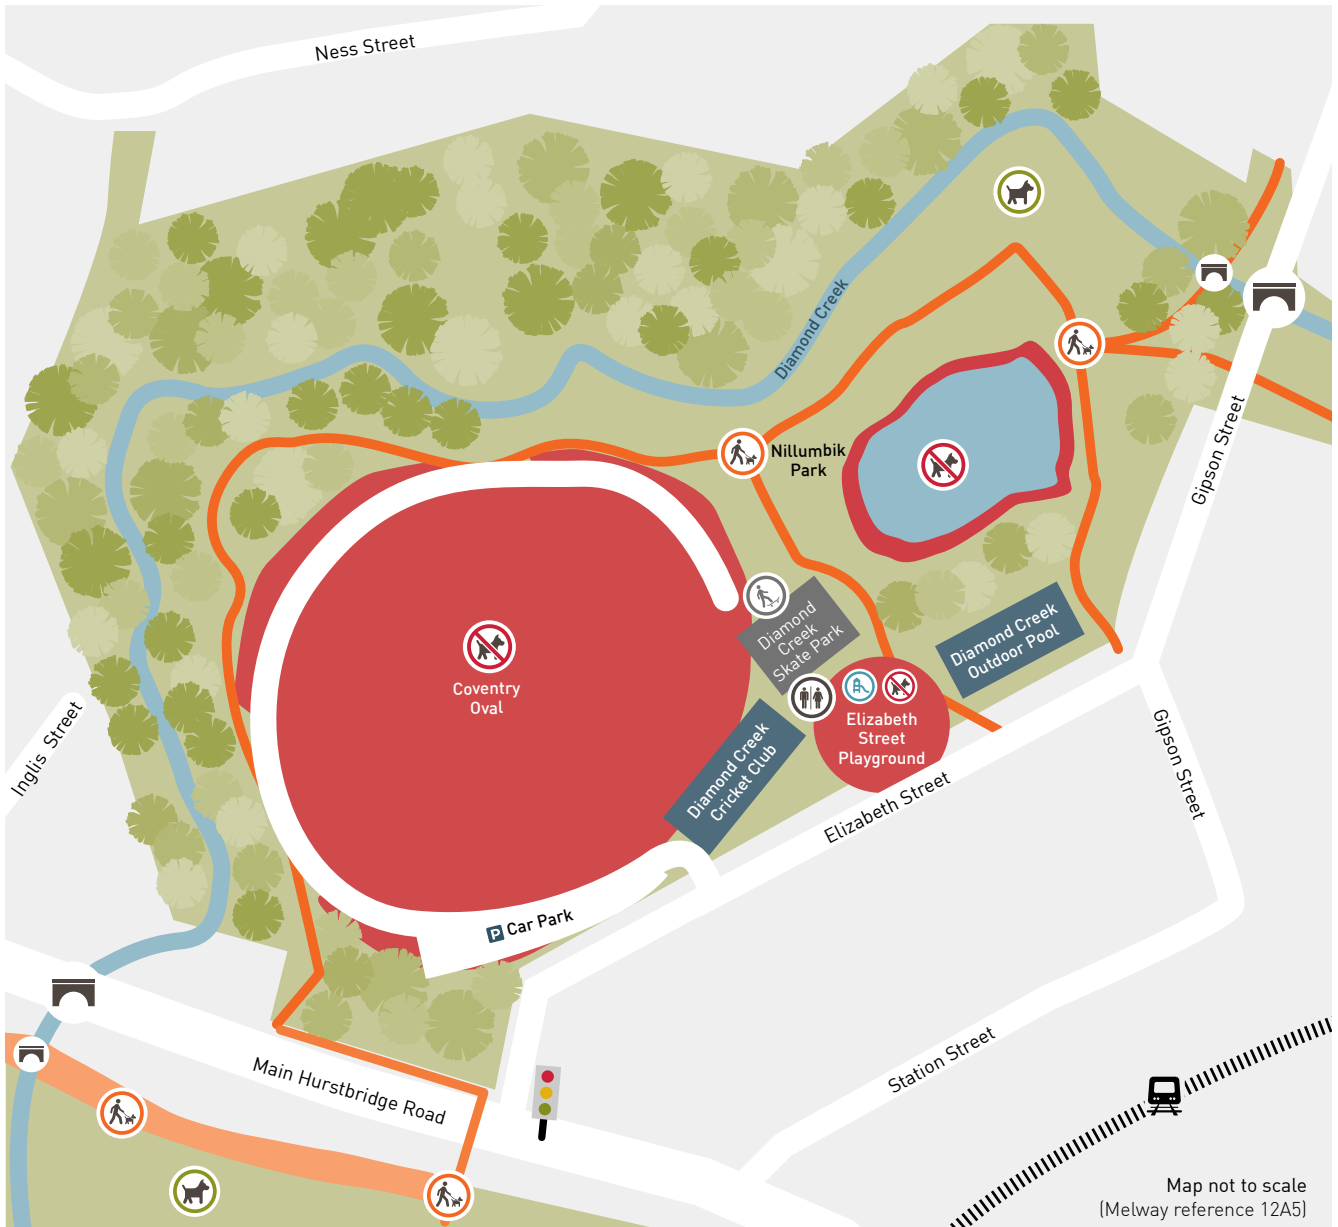 Ness Street
Diamond Creek
Nillumbik
Park
Gipson Street
Diamond
Creek
Skate Park
Diamond Creek
Outdoor Pool
Coventry
Oval
Elizabeth
Street
Playground
Inglis Street
Diamond Creek
Cricket Club
Gipson Street
Elizabeth Street
P Car Park
Station Street
Main Hurstbridge Road
Map not to scale
(Melway reference 12A5)